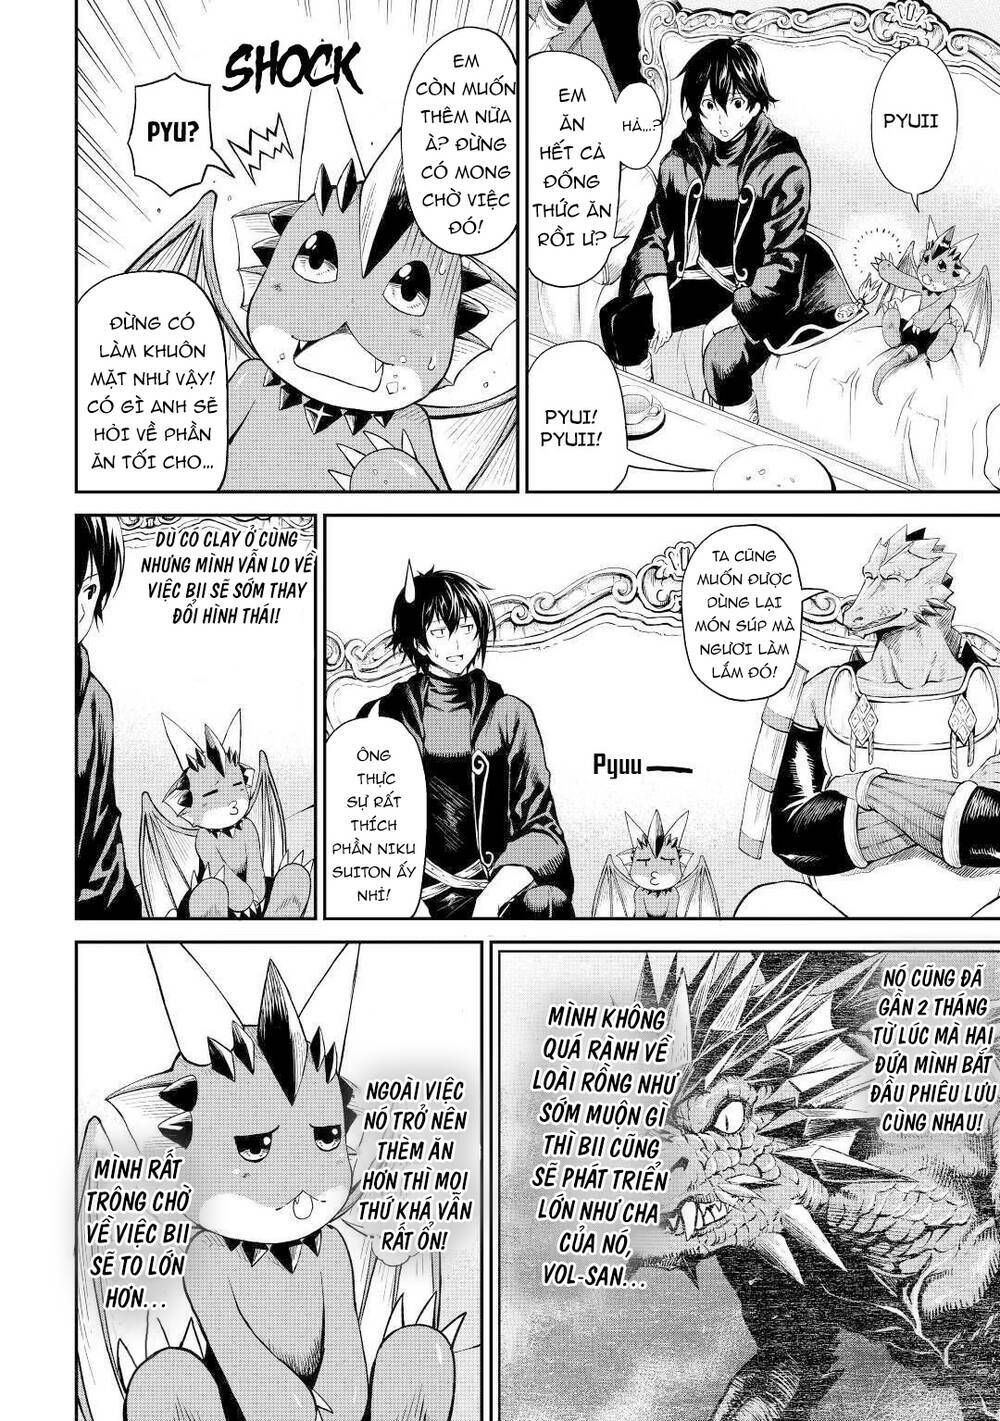 PYUII
HẢ...?
EM
ĂN
HẾT CẢ
ĐỐNG
THỨC ĂN
RỒI Ư?
PYUI!
PYUII!
EM
CÒN MUỐN
THÊM NỮA
À? ĐỪNG
CÓ MONG
CHỜ VIỆC
ĐÓ!
SHOCK
PYU?
ĐỪNG CÓ
LÀM KHUÔN
MẶT NHƯ VẬY!
CÓ GÌ ANH SẼ
HỎI VỀ PHẦN
ĂN TỐI CHO...
TA CŨNG
MUỐN ĐƯỢC
DÙNG LẠI
MÓN SÚP MÀ
NGƯƠI LÀM
LẮM ĐÓ!
Pyuu
ÔNG
THỰC
SỰ RẤT
THÍCH
PHẦN NIKU
SUITON ẤY
NHỈ!
DÙ CÓ CLAY Ở CÙNG
NHƯNG MÌNH VẪN LO VỀ
VIỆC BII SẼ SỚM THAY
ĐỔI HÌNH THÁI!
NÓ CŨNG ĐÃ
GẦN 2 THÁNG
TỪ LÚC MÀ HAI
ĐỨA MÌNH BẮT
ĐẦU PHIÊU LƯU
CÙNG NHAU!
MÌNH KHÔNG
QUÁ RÀNH VỀ
LOÀI RỒNG NHƯ
SỚM MUỘN GÌ
THÌ BII CŨNG
SẼ PHÁT TRIỂN
LỚN NHƯ CHA
CỦA NÓ,
VOL-SAN...
NGOÀI VIỆC
NÓ TRỞ NÊN
THÈM ĂN
HƠN THÌ MỌI
THỨ KHÁ VẪN
RẤT ỔN!
MÌNH RẤT
TRÔNG CHỜ
VỀ VIỆC BII
SẼ TO LỚN
HƠN...